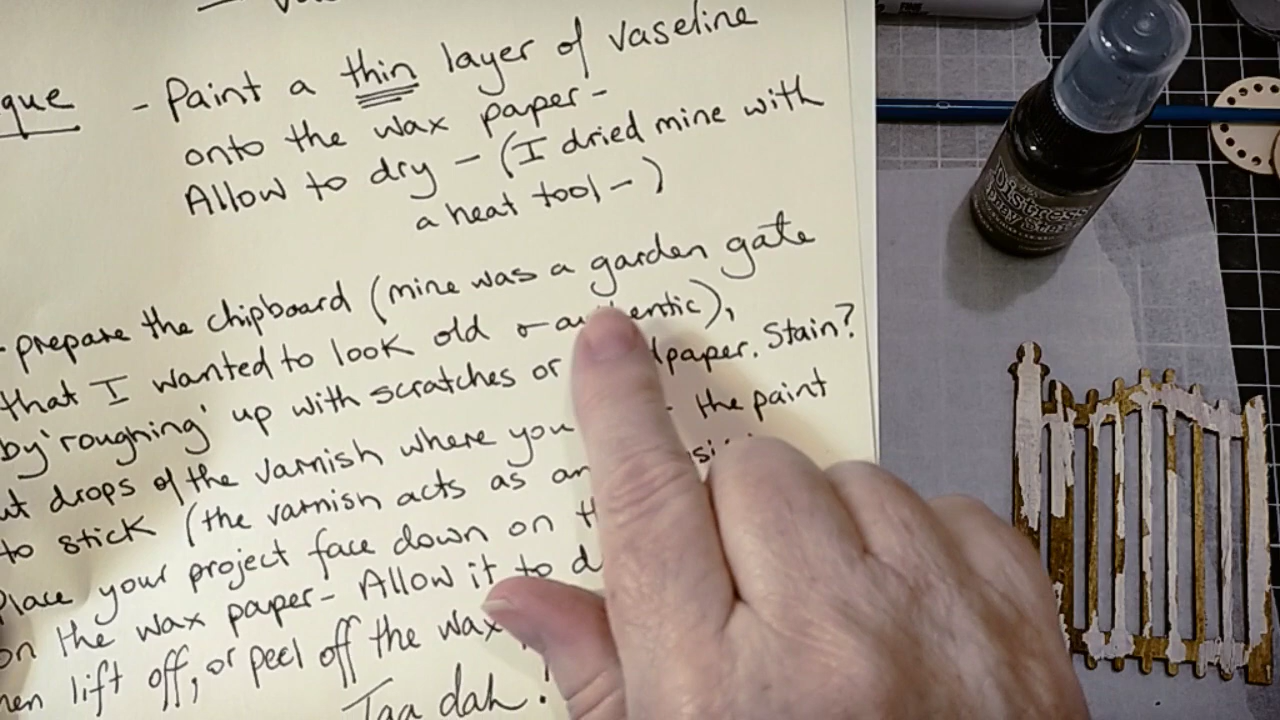 - Paint a thin layer of vaseline
onto the wax paper -
Allow to dry - (I dried mine with
a heat tool - )
- prepare the chipboard (mine was a garden gate
that I wanted to look old
by 'roughing' up with scratches or paper. Stain?
drops of the varnish where you the paint
to stick (the varnish acts as an
Place your project face down on
on the wax paper - Allow it to
lift off, or peel off the wax
Taa dah!
Distress
Spray Stain